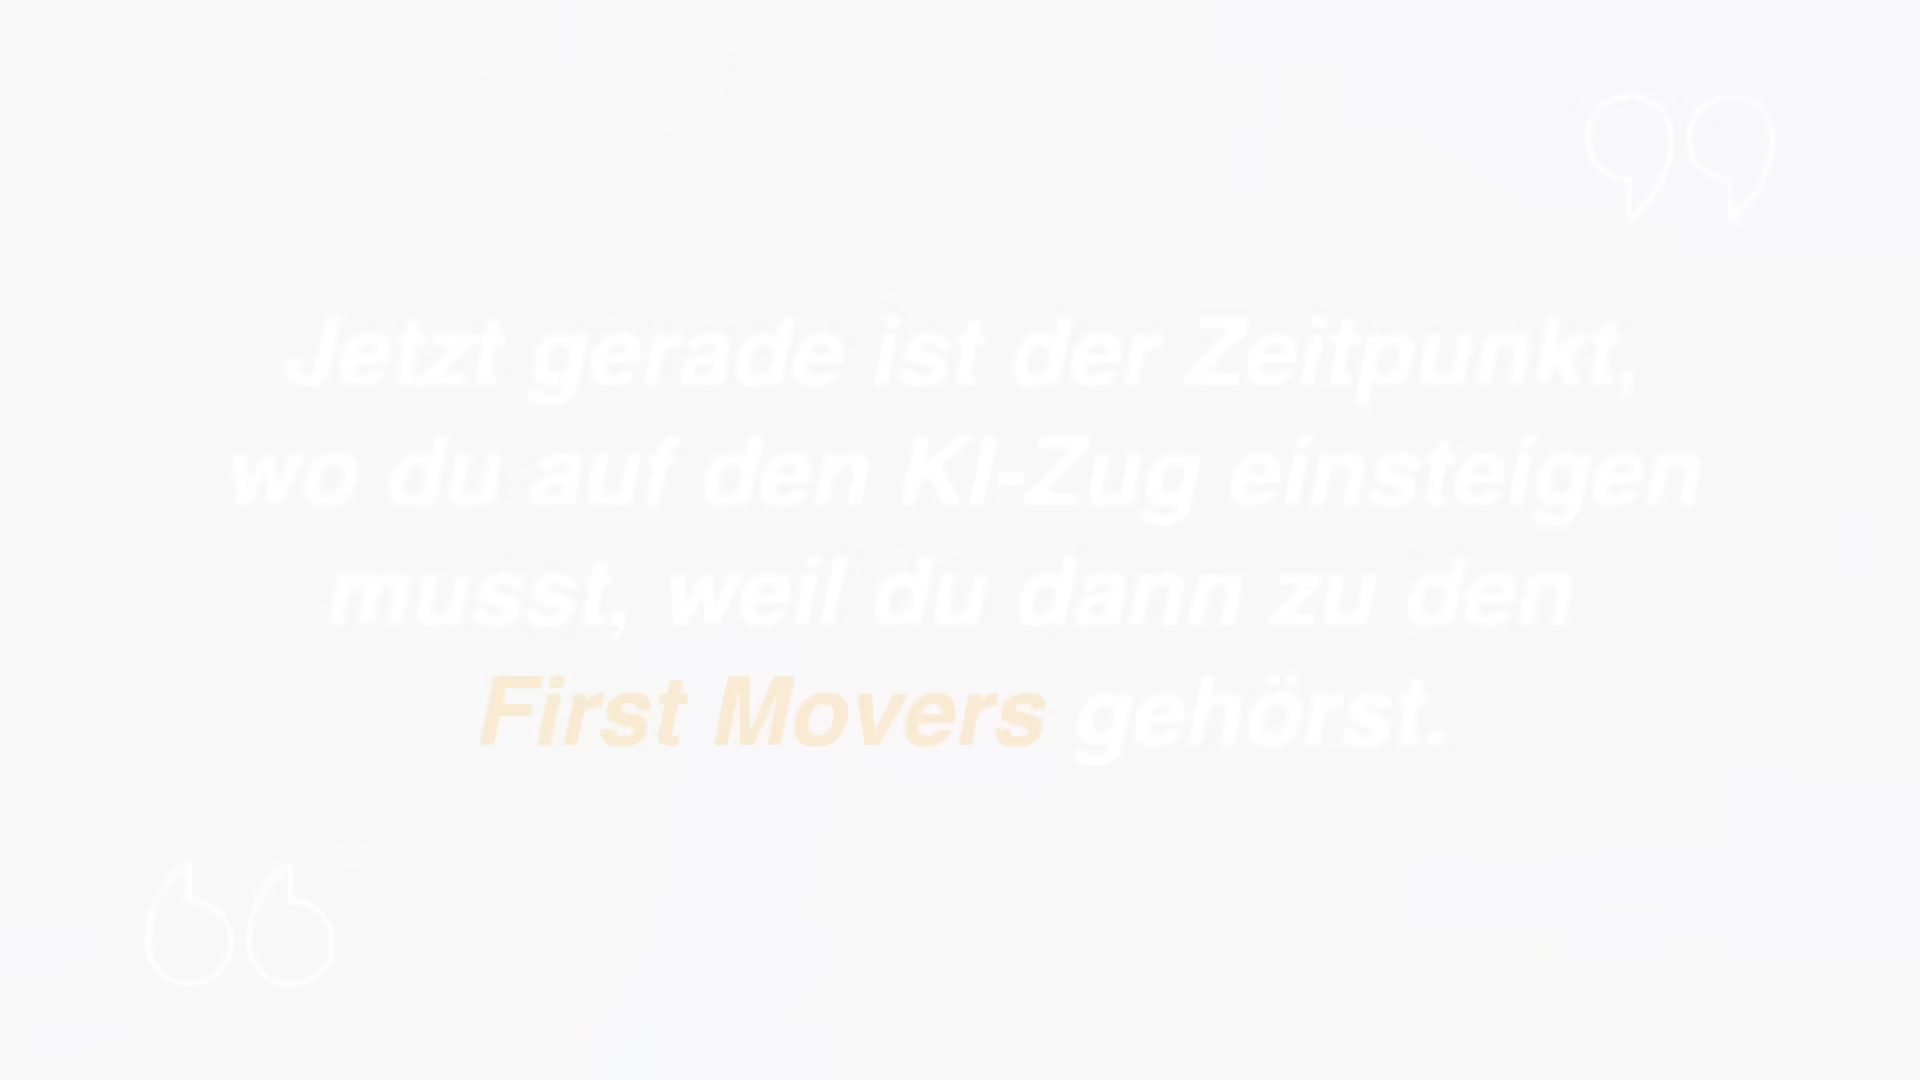 Jetzt gerade ist der Zeitpunkt,
wo du auf den KI-Zug einsteigen
musst, weil du dann zu den
First Movers gehörst.